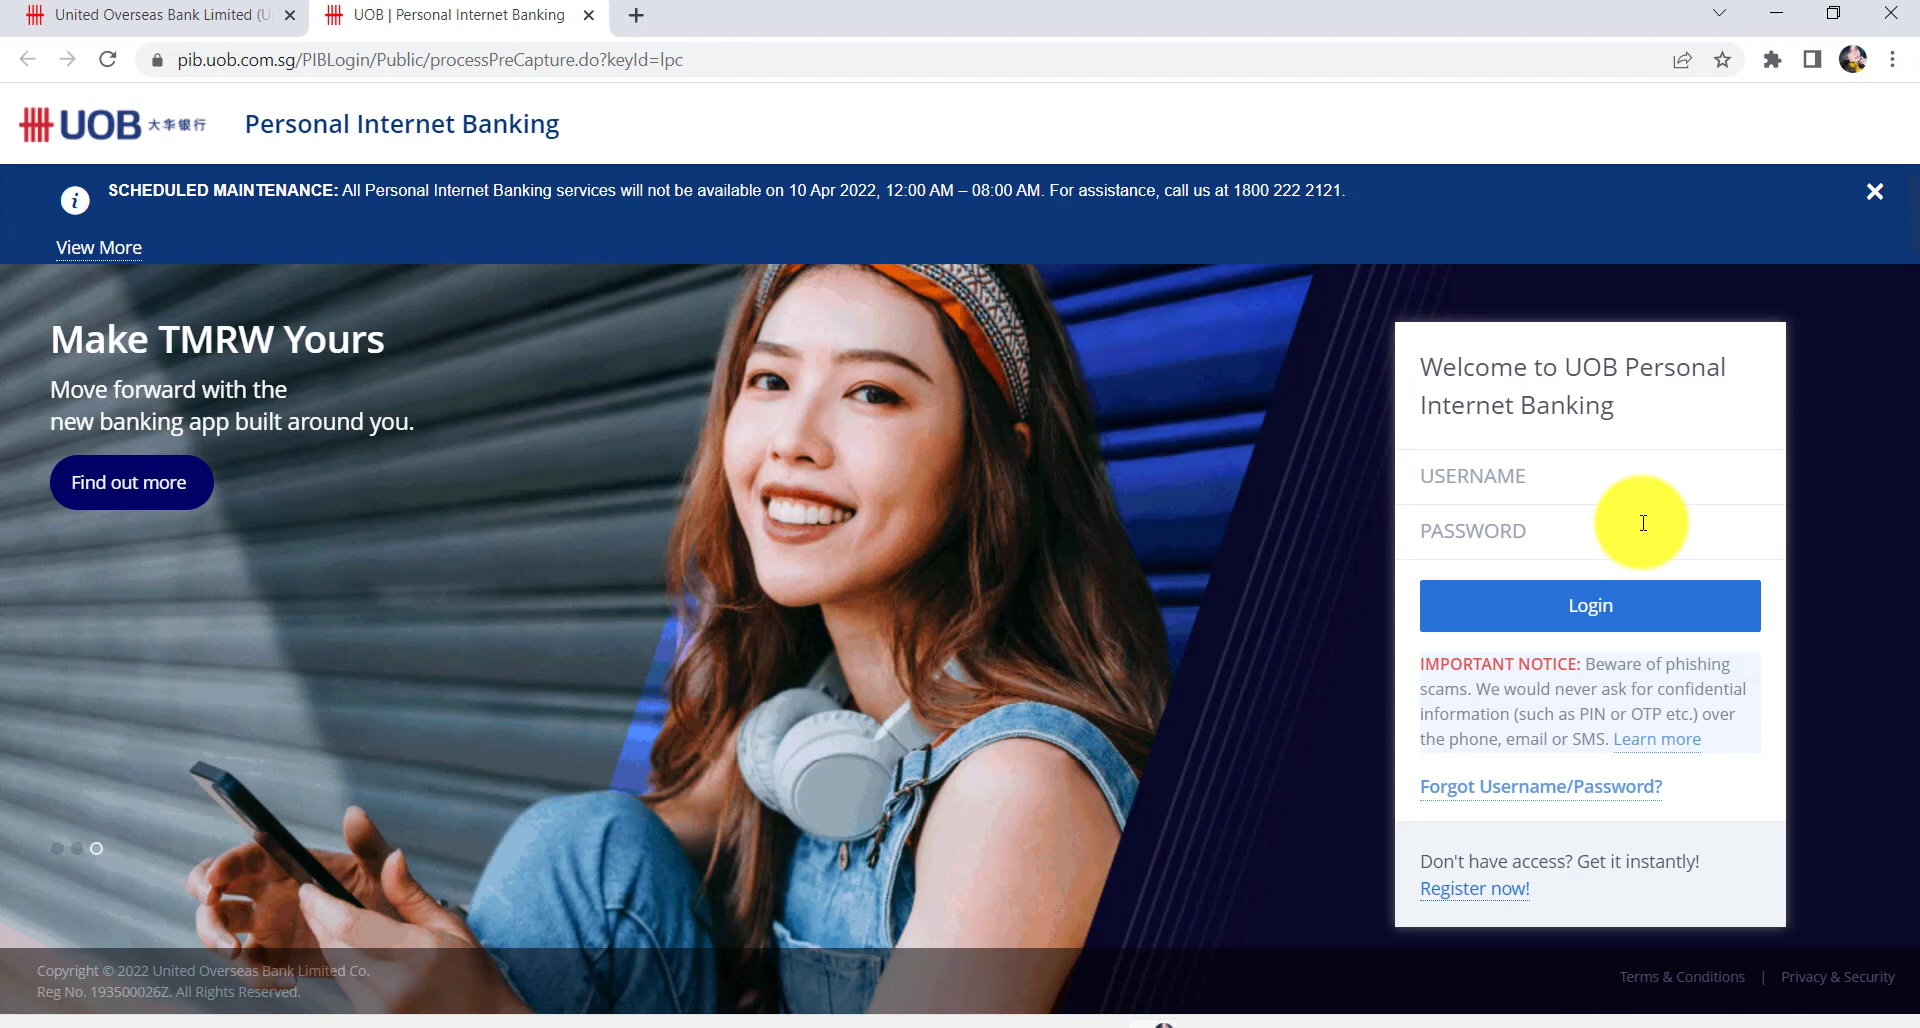 United Overseas Bank Limited (U
UOB | Personal Internet Banking
pib.uob.com.sg/PIBLogin/Public/processPreCapture.do?keyId=lpc
UOB 大华银行
Personal Internet Banking
SCHEDULED MAINTENANCE: All Personal Internet Banking services will not be available on 10 Apr 2022, 12:00 AM – 08:00 AM. For assistance, call us at 1800 222 2121.
View More
Make TMRW Yours
Move forward with the
new banking app built around you.
Find out more
Welcome to UOB Personal
Internet Banking
USERNAME
PASSWORD
Login
IMPORTANT NOTICE: Beware of phishing
scams. We would never ask for confidential
information (such as PIN or OTP etc.) over
the phone, email or SMS. Learn more
Forgot Username/Password?
Don't have access? Get it instantly!
Register now!
Copyright © 2022 United Overseas Bank Limited Co.
Reg No. 193500026Z. All Rights Reserved.
Terms & Conditions | Privacy & Security